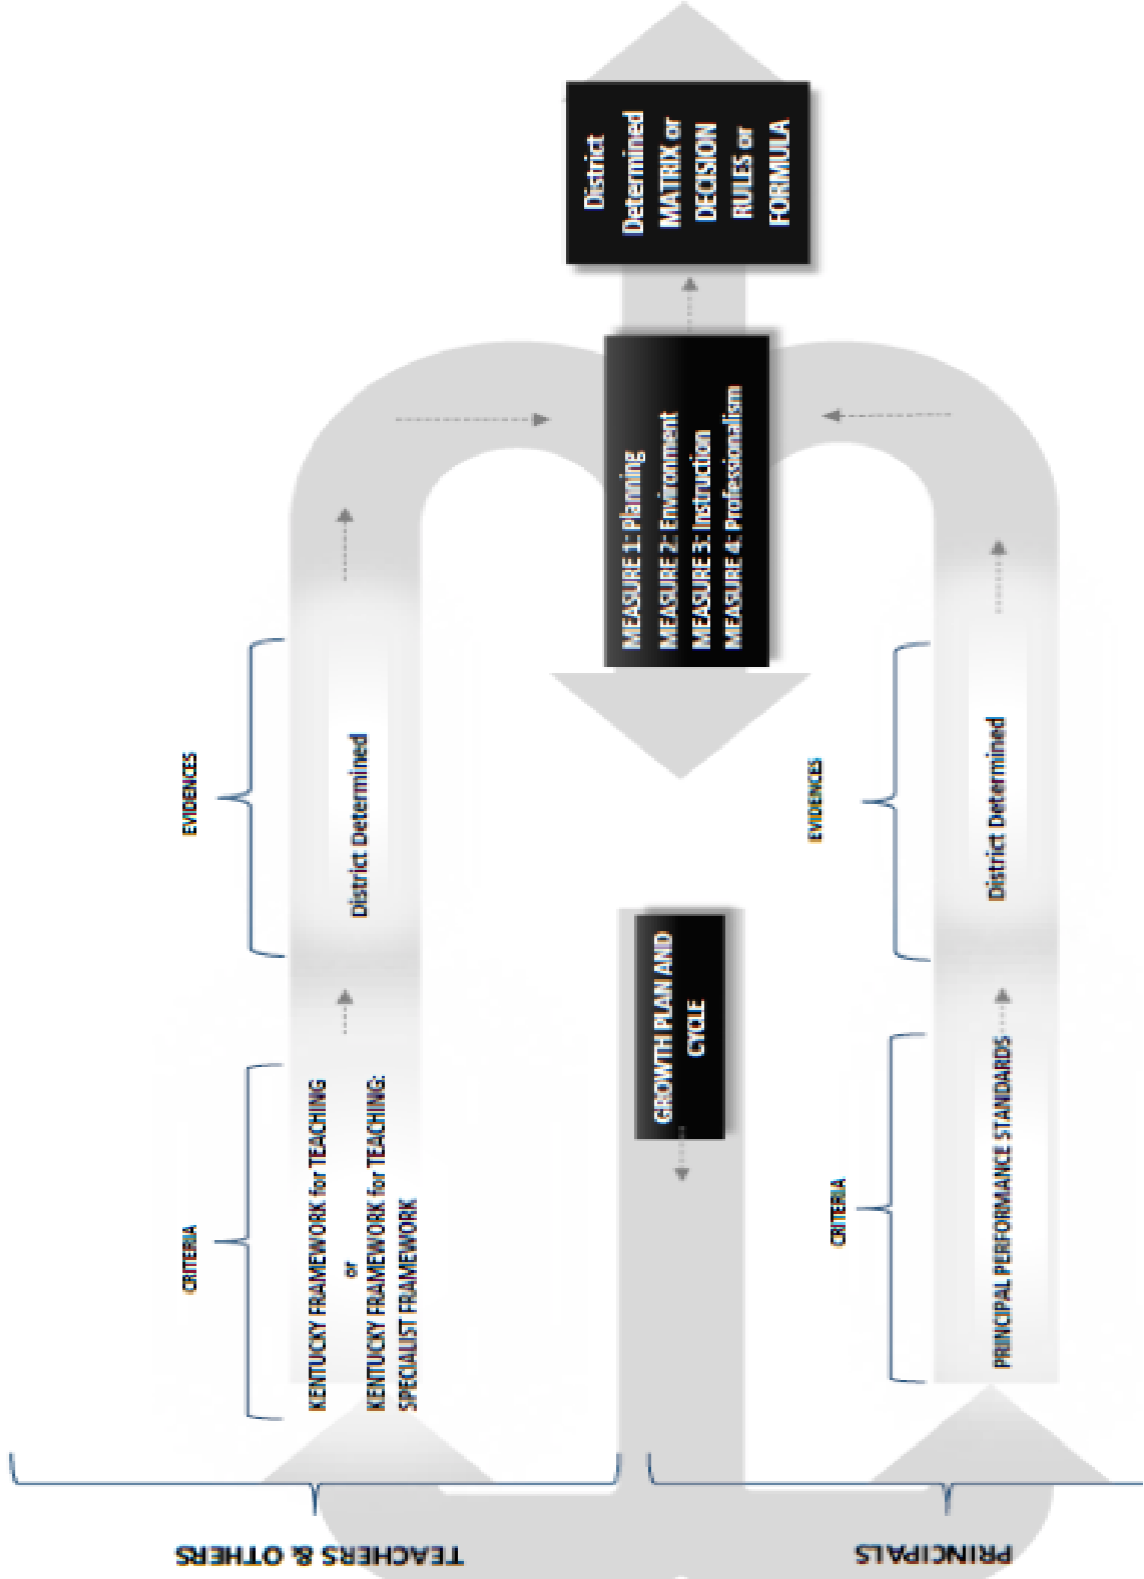 TEACHERS & OTHERS
CRITERIA
KENTUCKY FRAMEWORK for TEACHING
or
KENTUCKY FRAMEWORK for TEACHING:
SPECIALIST FRAMEWORK
EVIDENCES
District Determined
GROWTH PLAN AND
CYCLE
MEASURE 1: Planning
MEASURE 2: Environment
MEASURE 3: Instruction
MEASURE 4: Professionalism
District
Determined
MATRIX or
DECISION
RULES or
FORMULA
PRINCIPALS
CRITERIA
PRINCIPAL PERFORMANCE STANDARDS
EVIDENCES
District Determined